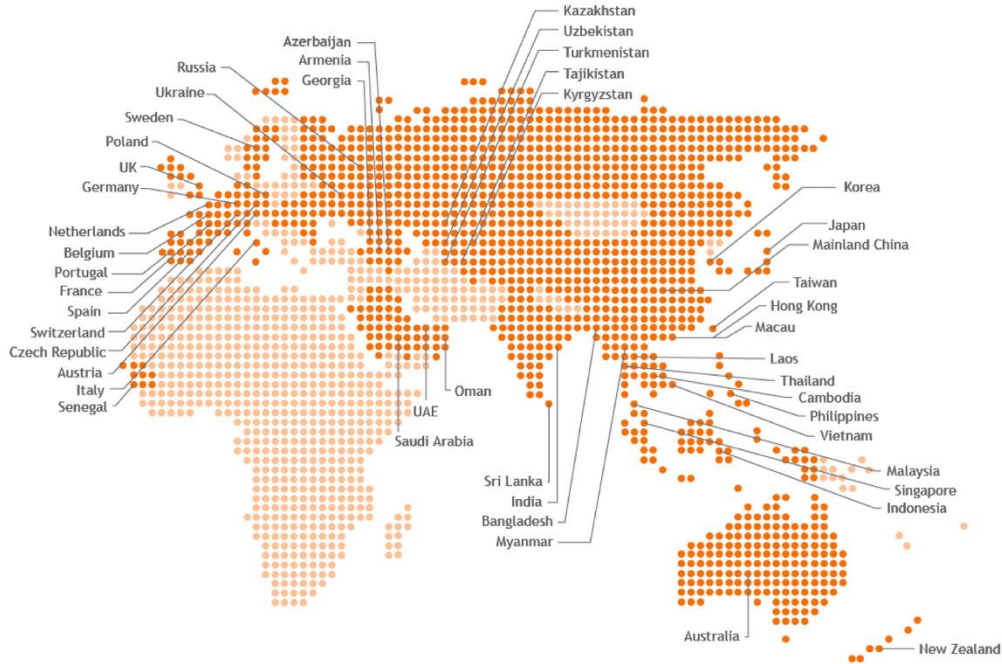 Kazakhstan
Uzbekistan
Turkmenistan
Tajikistan
Kyrgyzstan
Azerbaijan
Armenia
Georgia
Russia
Ukraine
Sweden
Poland
UK
Germany
Netherlands
Belgium
Portugal
France
Spain
Switzerland
Czech Republic
Austria
Italy
Senegal
Korea
Japan
Mainland China
Taiwan
Hong Kong
Macau
Laos
Thailand
Cambodia
Philippines
Vietnam
Malaysia
Singapore
Indonesia
Oman
UAE
Saudi Arabia
Sri Lanka
India
Bangladesh
Myanmar
Australia
New Zealand